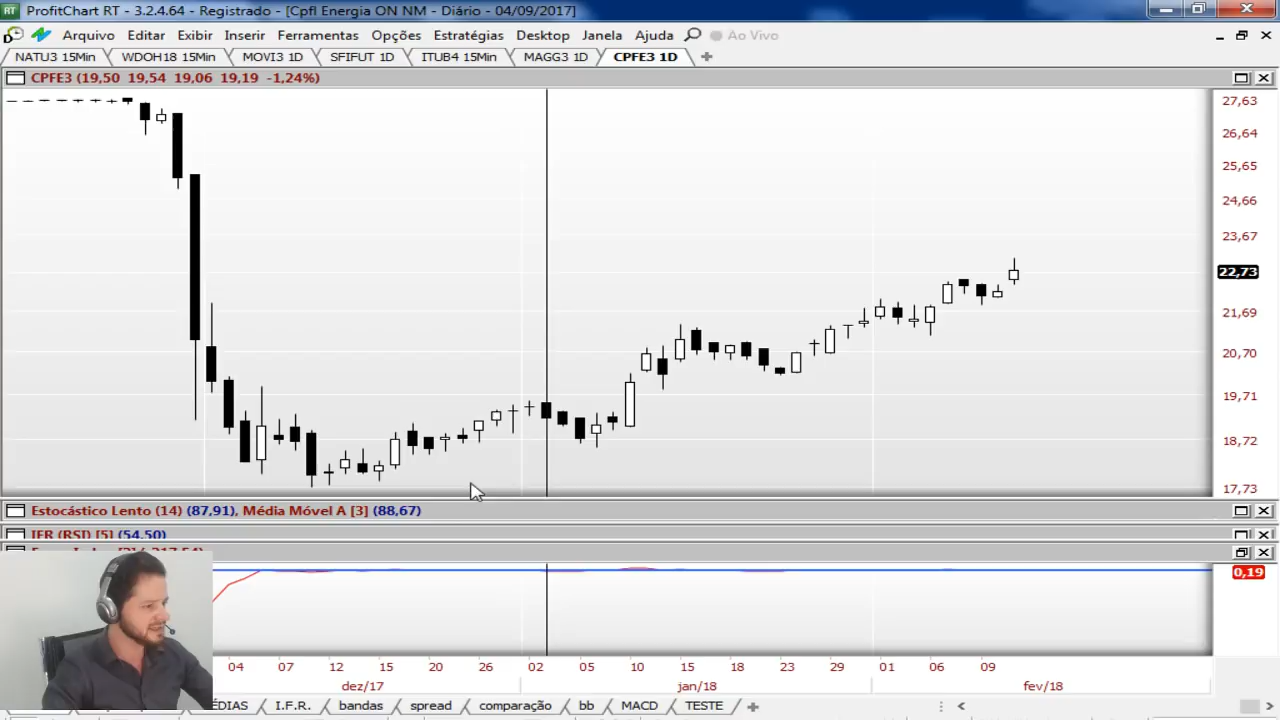 RT ProfitChart RT - 3.2.4.64 - Registrado - [Cpfl Energia ON NM - Diário - 04/09/2017]
D Arquivo Editar Exibir Inserir Ferramentas Opções Estratégias Desktop Janela Ajuda Ao Vivo
NATU3 15Min WDOH18 15Min MOVI3 1D SFIFUT 1D ITUB4 15Min MAGG3 1D CPFE3 1D
CPFE3 (19,50 19,54 19,06 19,19 -1,24%)
27,63
26,64
25,65
24,66
23,67
22,73
21,69
20,70
19,71
18,72
17,73
Estocástico Lento (14) (87,91), Média Móvel A [3] (88,67)
IFR (RSI) [5] (54,50)
0,19
04 07 12 15 20 26 02 05 10 15 18 23 29 01 06 09
dez/17 jan/18 fev/18
I.F.R. bandas spread comparação bb MACD TESTE